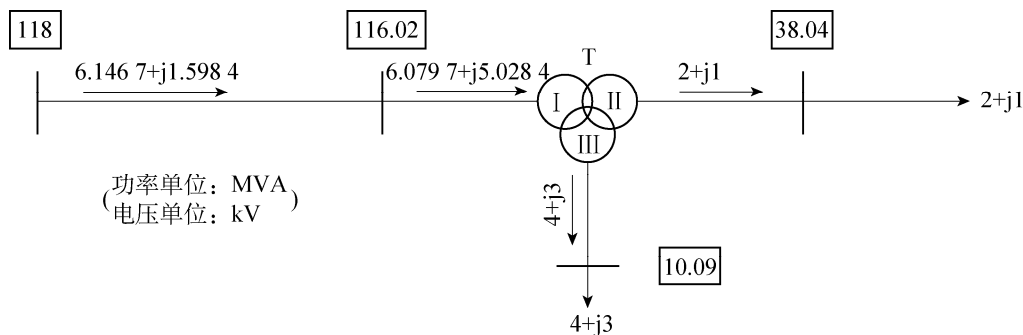 118
116.02
38.04
6.146 7+j1.598 4
6.079 7+j5.028 4
T
2+j1
I
II
III
2+j1
(功率单位：MVA
电压单位：kV)
4+j3
10.09
4+j3